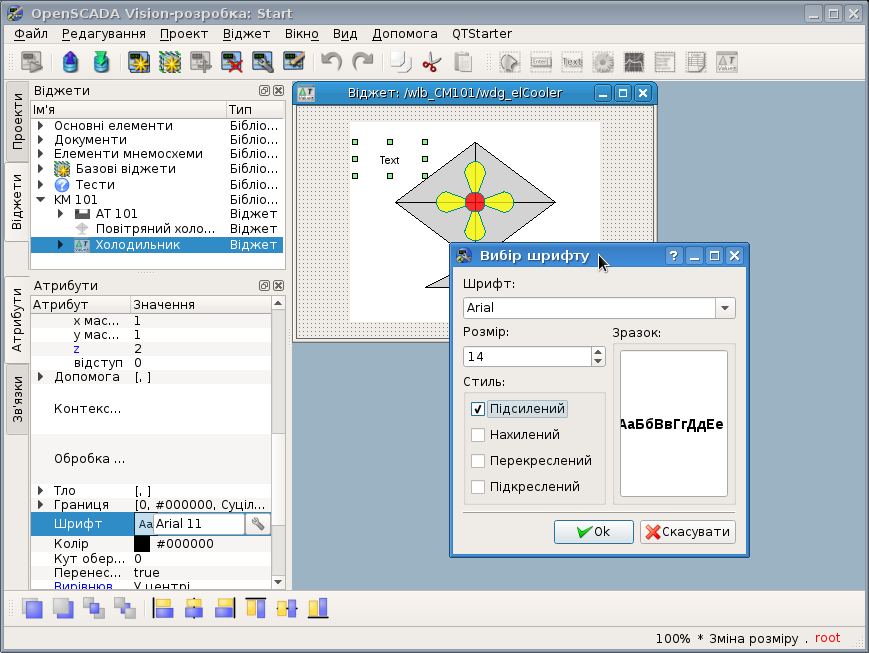 OpenSCADA Vision-розробка: Start
Файл Редагування Проект Віджет Вікно Вид Допомога QTStarter
Text
Проекти
Віджети
Віджети
Ім'я Тип
Основні елементи Бібліо...
Документи Бібліо...
Елементи мнемосхеми Бібліо...
Базові віджети Бібліо...
Тести Бібліо...
КМ 101 Бібліо...
АТ 101 Віджет
Повітряний холо... Віджет
Холодильник Віджет
Атрибути
Зв'язки
Атрибути
Атрибут Значення
x мас... 1
y мас... 1
z 2
відступ 0
Допомога [, ]
Контекс...
Обробка ...
Тло [, ]
Границя [0, #000000, Суціл...
Шрифт Aa Arial 11
Колір #000000
Кут обер... 0
Перенес... true
Вирівнюв У центрі
Віджет: /wlb_CM101/wdg_elCooler
Text
Вибір шрифту
Шрифт:
Arial
Розмір: Зразок:
14
Стиль:
Підсилений
Нахилений
Перекреслений
Підкреслений
АаБбВвГгДдЕе
Ok Скасувати
100% * Зміна розміру . root